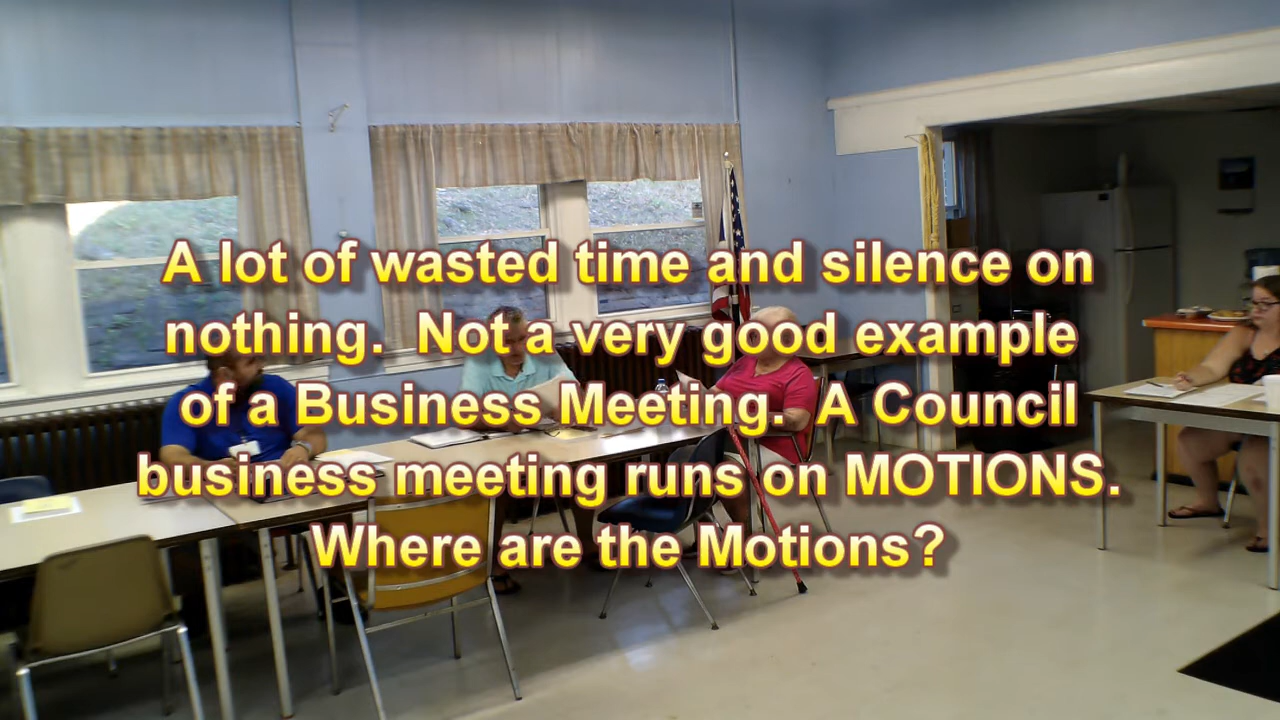 A lot of wasted time and silence on
nothing.  Not a very good example
of a Business Meeting.  A Council
business meeting runs on MOTIONS.
Where are the Motions?